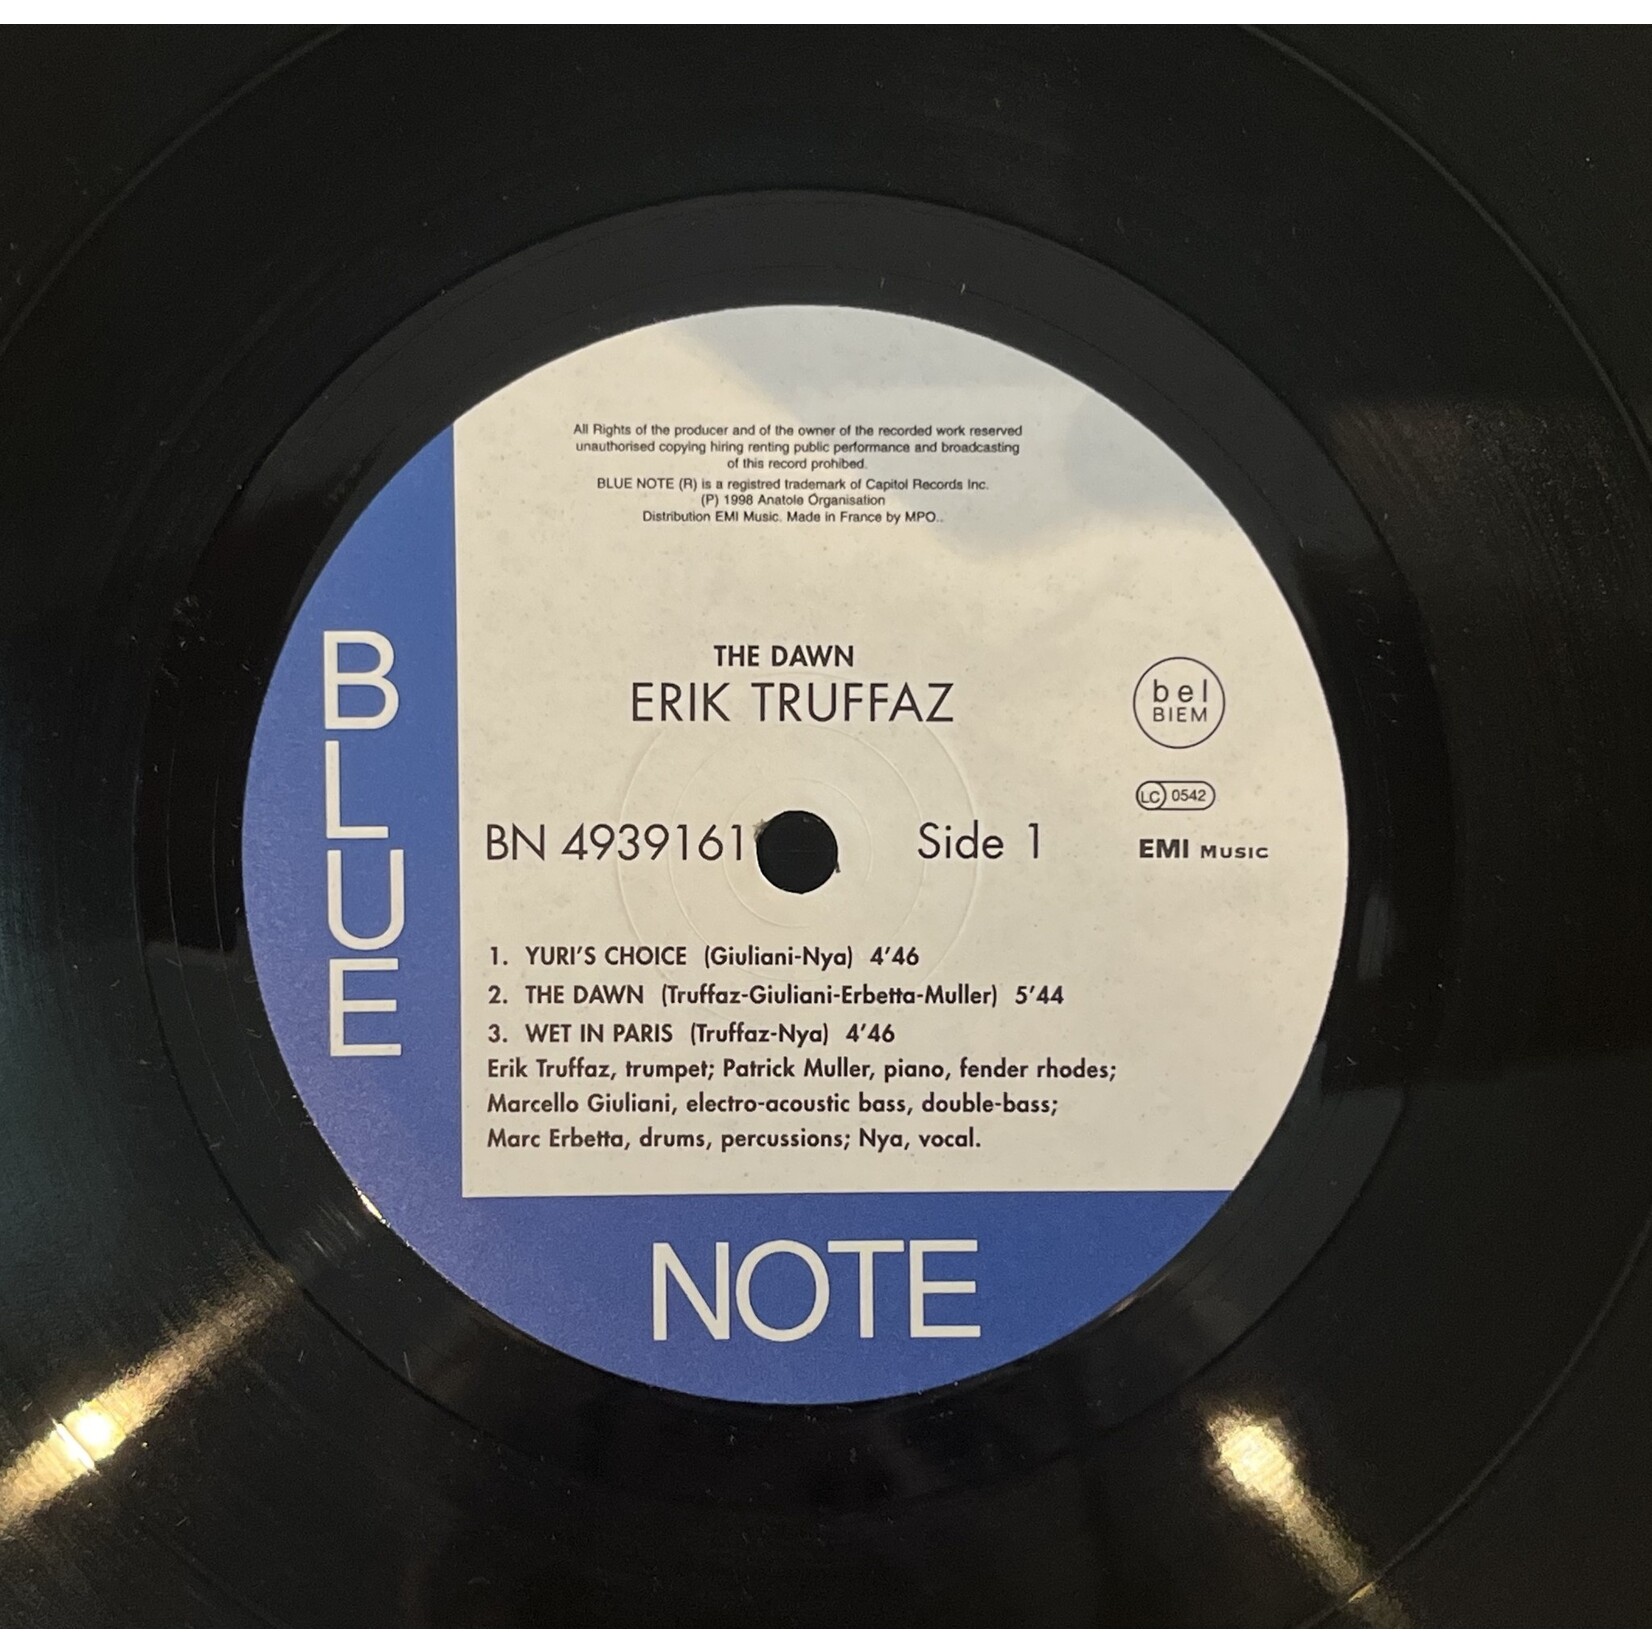 All Rights of the producer and of the owner of the recorded work reserved
unauthorised copying hiring renting public performance and broadcasting
of this record prohibed.
BLUE NOTE (R) is a registred trademark of Capitol Records Inc.
(P) 1998 Anatole Organisation
Distribution EMI Music. Made in France by MPO..
BLUE
THE DAWN
ERIK TRUFFAZ
bel
BIEM
LC 0542
BN 4939161 Side 1
EMI MUSIC
1. YURI'S CHOICE (Giuliani-Nya) 4'46
2. THE DAWN (Truffaz-Giuliani-Erbetta-Muller) 5'44
3. WET IN PARIS (Truffaz-Nya) 4'46
Erik Truffaz, trumpet; Patrick Muller, piano, fender rhodes;
Marcello Giuliani, electro-acoustic bass, double-bass;
Marc Erbetta, drums, percussions; Nya, vocal.
NOTE